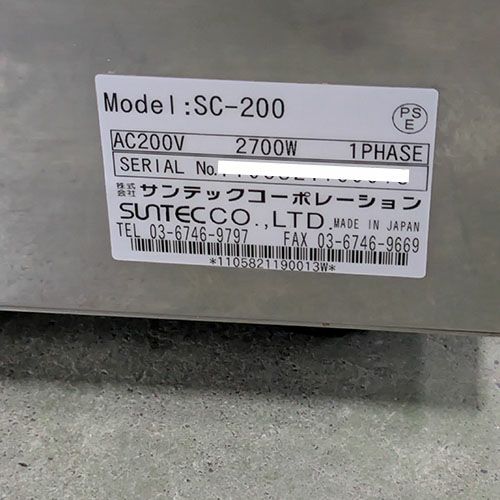 Model:SC-200
PS
E
AC200V 2700W 1PHASE
SERIAL No.
株式会社 サンテックコーポレーション
SUNTEC CO.,LTD. MADE IN JAPAN
TEL 03-6746-9797 FAX 03-6746-9669
*1105821190013W*